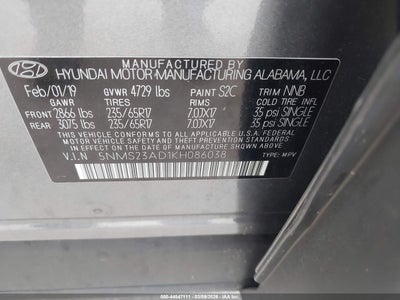 MANUFACTURED BY
HYUNDAI MOTOR MANUFACTURING ALABAMA, LLC
Feb/01/19 GVWR 4729 lbs PAINT S2C TRIM NNB
GAWR TIRES RIMS COLD TIRE INFL
FRONT 2866 lbs 235/65R17 7.0JX17 35 psi SINGLE
REAR 3075 lbs 235/65R17 7.0JX17 35 psi SINGLE
THIS VEHICLE CONFORMS TO ALL APPLICABLE U.S.A. FEDERAL
MOTOR VEHICLE SAFETY AND THEFT PREVENTION STANDARDS IN
EFFECT ON THE DATE OF MANUFACTURE SHOWN ABOVE.
V.I.N 5NMS23AD1KH086038 TYPE: MPV